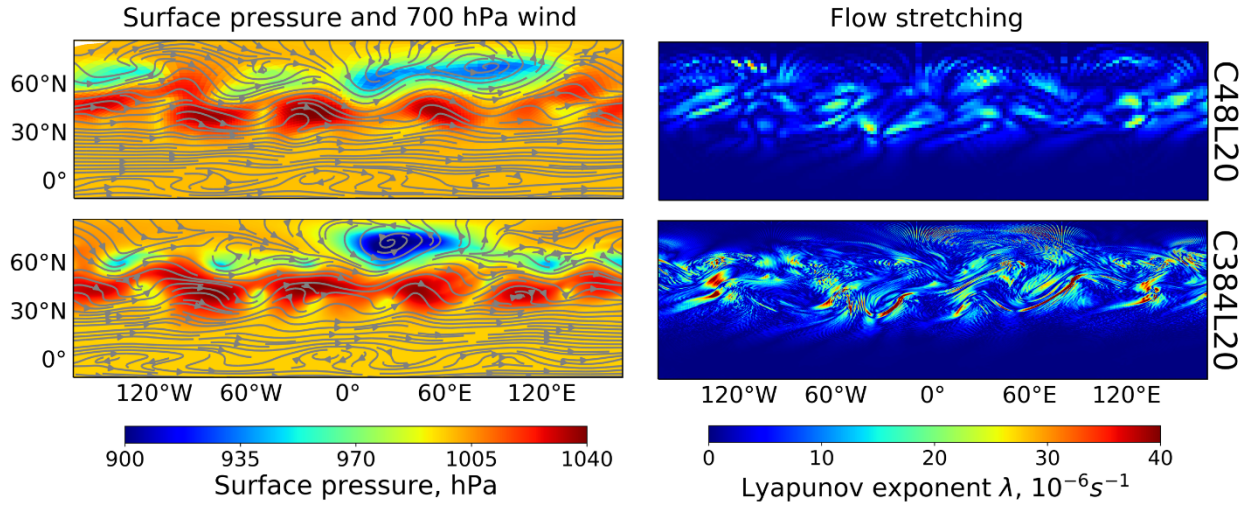 Surface pressure and 700 hPa wind
Flow stretching
60°N
30°N
0°
C48L20
60°N
30°N
0°
C384L20
120°W 60°W 0° 60°E 120°E
120°W 60°W 0° 60°E 120°E
900 935 970 1005 1040
Surface pressure, hPa
0 10 20 30 40
Lyapunov exponent λ, 10⁻⁶s⁻¹